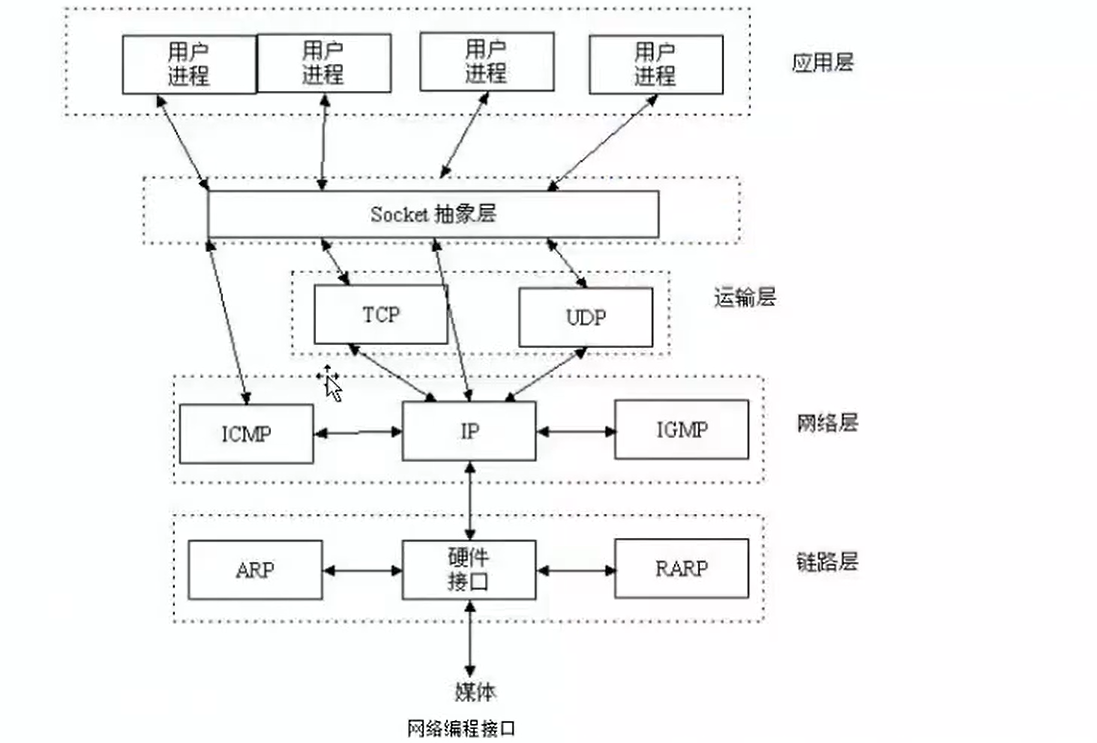 用户
进程
用户
进程
用户
进程
用户
进程
应用层
Socket 抽象层
运输层
TCP
UDP
网络层
ICMP
IP
IGMP
链路层
ARP
硬件
接口
RARP
媒体
网络编程接口